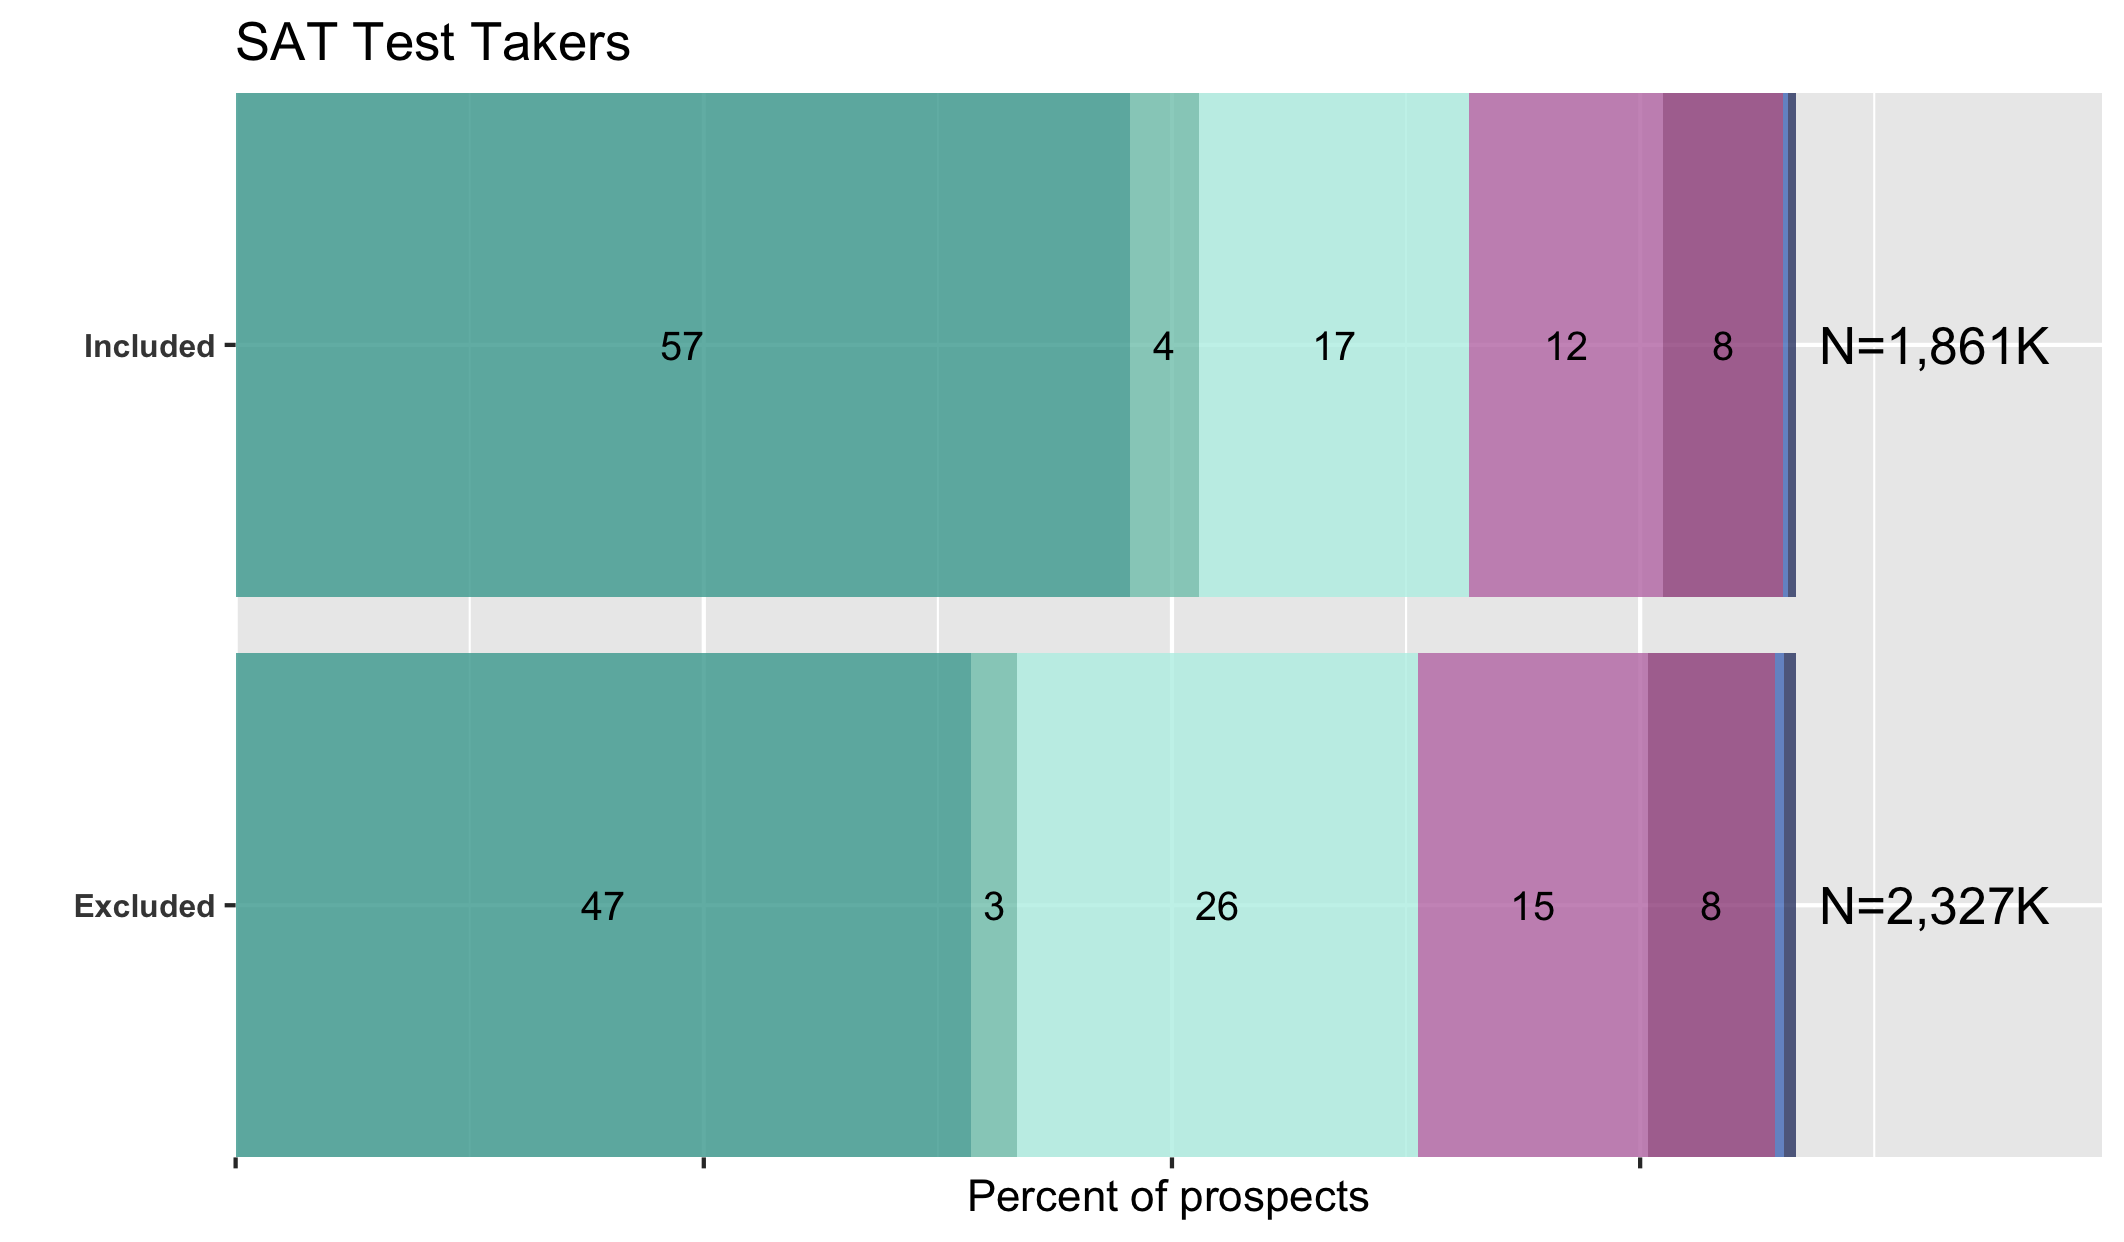 SAT Test Takers
Included 57 4 17 12 8 N=1,861K
Excluded 47 3 26 15 8 N=2,327K
Percent of prospects